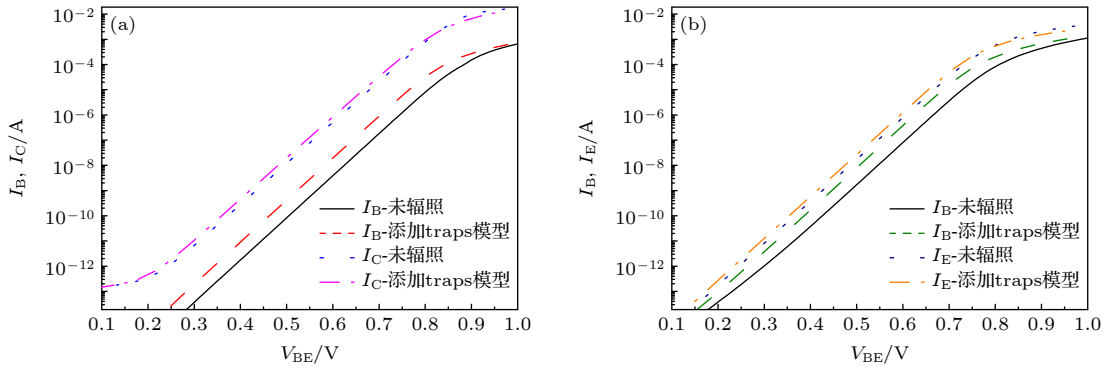 (a)
10⁻²
10⁻⁴
10⁻⁶
10⁻⁸
10⁻¹⁰
10⁻¹²
I_B, I_C/A
I_B-未辐照
I_B-添加traps模型
I_C-未辐照
I_C-添加traps模型
0.1 0.2 0.3 0.4 0.5 0.6 0.7 0.8 0.9 1.0
V_BE/V
(b)
10⁻²
10⁻⁴
10⁻⁶
10⁻⁸
10⁻¹⁰
10⁻¹²
I_B, I_E/A
I_B-未辐照
I_B-添加traps模型
I_E-未辐照
I_E-添加traps模型
0.1 0.2 0.3 0.4 0.5 0.6 0.7 0.8 0.9 1.0
V_BE/V